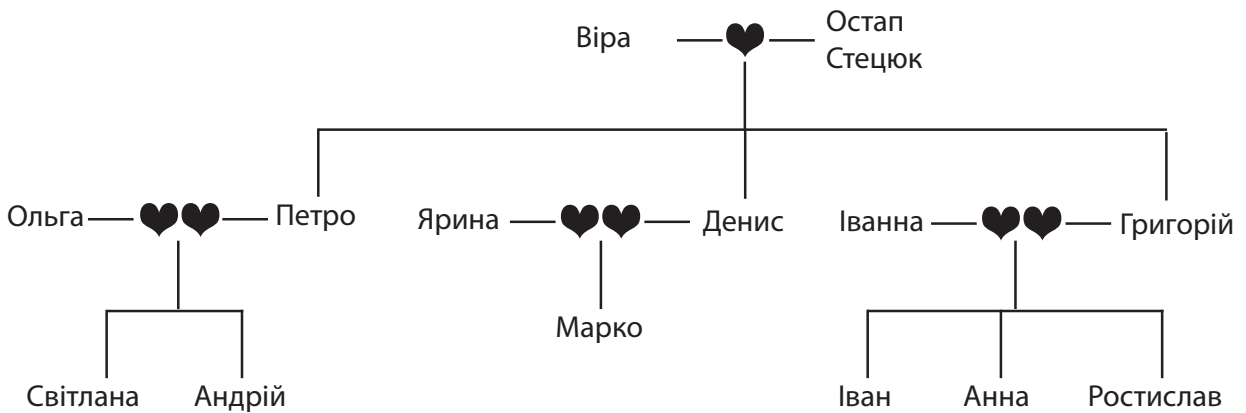 Віра
Остап
Стецюк
Ольга
Петро
Ярина
Денис
Іванна
Григорій
Марко
Світлана
Андрій
Іван
Анна
Ростислав